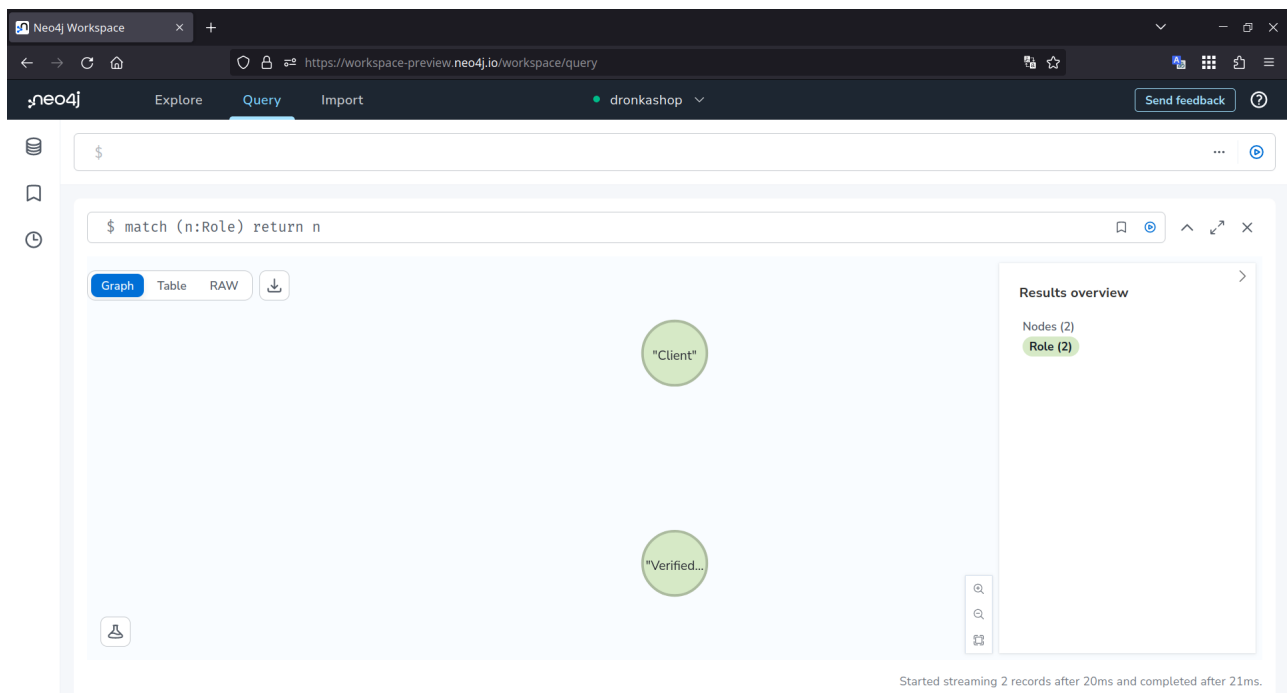 Neo4j Workspace
https://workspace-preview.neo4j.io/workspace/query
neo4j Explore Query Import dronkashop Send feedback
$
$ match (n:Role) return n
Graph Table RAW
Results overview
Nodes (2)
Role (2)
"Client"
"Verified...
Started streaming 2 records after 20ms and completed after 21ms.